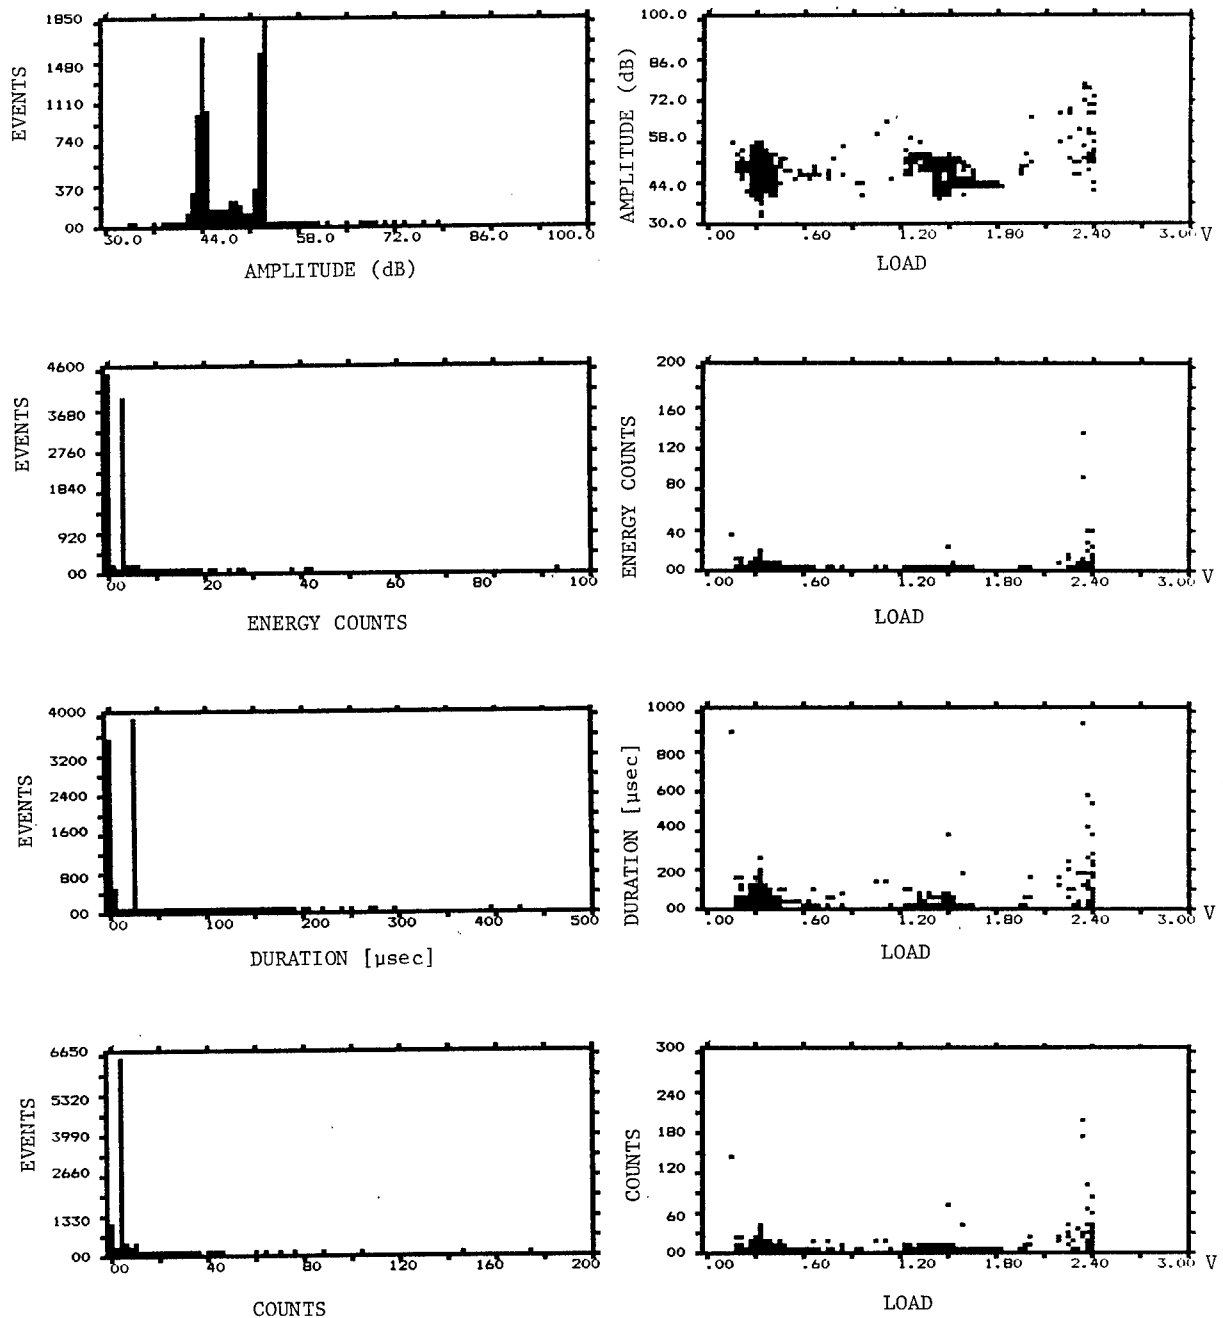 1850
1480
1110
740
370
00
EVENTS
30.0 44.0 58.0 72.0 86.0 100.0
AMPLITUDE (dB)
100.0
86.0
72.0
58.0
44.0
30.0
AMPLITUDE (dB)
.00 .60 1.20 1.80 2.40 3.00 V
LOAD
4600
3680
2760
1840
920
00
EVENTS
00 20 40 60 80 100
ENERGY COUNTS
200
160
120
80
40
00
ENERGY COUNTS
.00 .60 1.20 1.80 2.40 3.00 V
LOAD
4000
3200
2400
1600
800
00
EVENTS
00 100 200 300 400 500
DURATION [µsec]
1000
800
600
400
200
00
DURATION [µsec]
.00 .60 1.20 1.80 2.40 3.00 V
LOAD
6650
5320
3990
2660
1330
00
EVENTS
00 40 80 120 160 200
COUNTS
300
240
180
120
60
00
COUNTS
.00 .60 1.20 1.80 2.40 3.00 V
LOAD